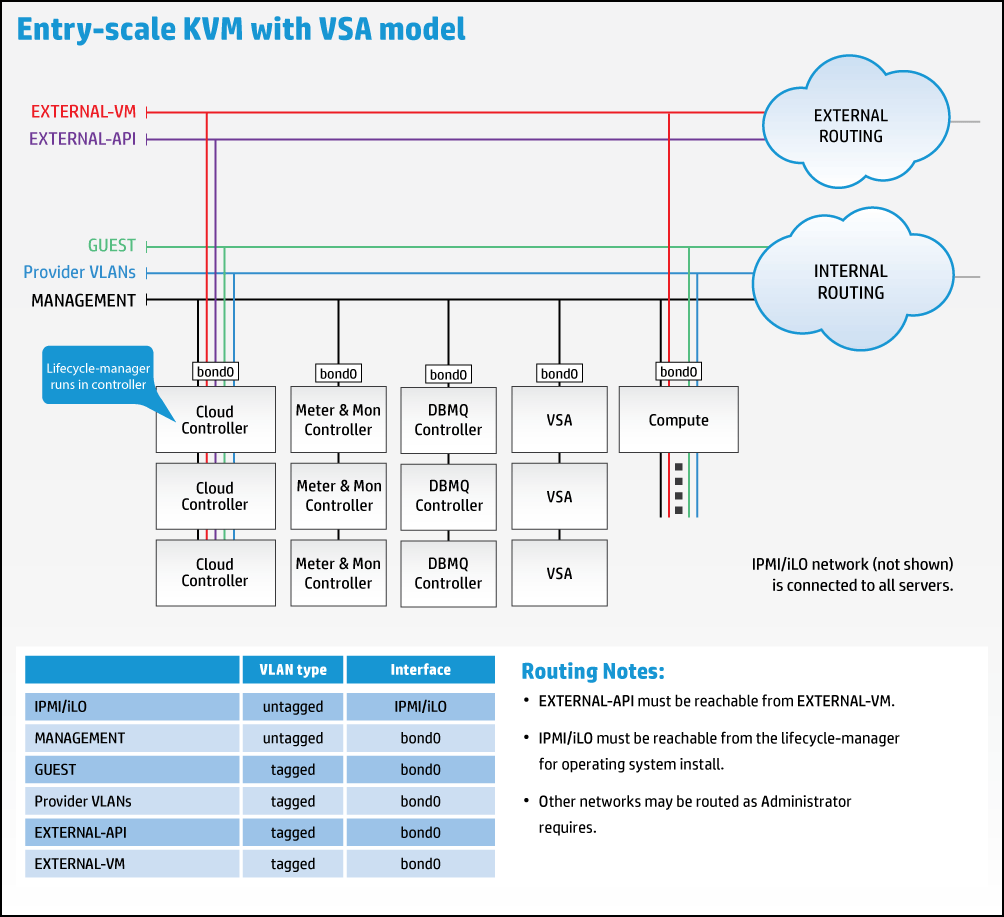 Entry-scale KVM with VSA model
EXTERNAL-VM
EXTERNAL-API
EXTERNAL
ROUTING
GUEST
Provider VLANs
MANAGEMENT
INTERNAL
ROUTING
Lifecycle-manager
runs in controller
bond0
bond0
bond0
bond0
bond0
Cloud
Controller
Meter & Mon
Controller
DBMQ
Controller
VSA
Compute
Cloud
Controller
Meter & Mon
Controller
DBMQ
Controller
VSA
Cloud
Controller
Meter & Mon
Controller
DBMQ
Controller
VSA
IPMI/iLO network (not shown)
is connected to all servers.
VLAN type Interface
IPMI/iLO untagged IPMI/iLO
MANAGEMENT untagged bond0
GUEST tagged bond0
Provider VLANs tagged bond0
EXTERNAL-API tagged bond0
EXTERNAL-VM tagged bond0
Routing Notes:
• EXTERNAL-API must be reachable from EXTERNAL-VM.
• IPMI/iLO must be reachable from the lifecycle-manager
for operating system install.
• Other networks may be routed as Administrator
requires.